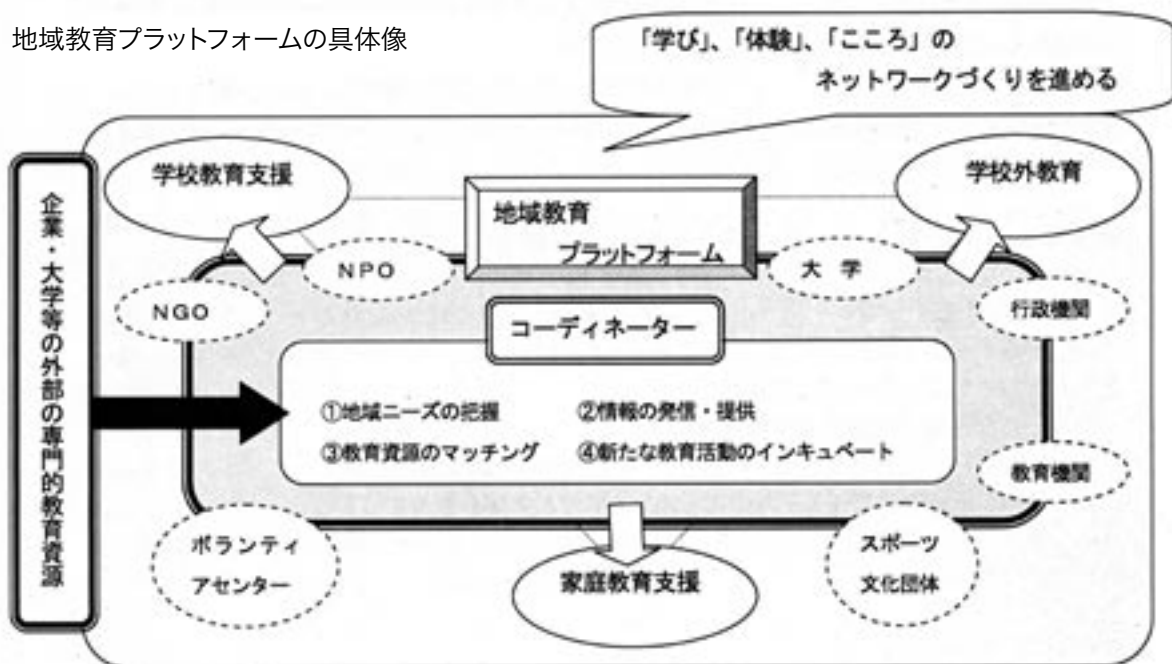 地域教育プラットフォームの具体像
「学び」、「体験」、「こころ」の
ネットワークづくりを進める
学校教育支援
学校外教育
企業・大学等の外部の専門的教育資源
地域教育
プラットフォーム
NPO
大学
NGO
行政機関
コーディネーター
①地域ニーズの把握 ②情報の発信・提供
③教育資源のマッチング ④新たな教育活動のインキュベート
教育機関
ボランティ
アセンター
家庭教育支援
スポーツ
文化団体